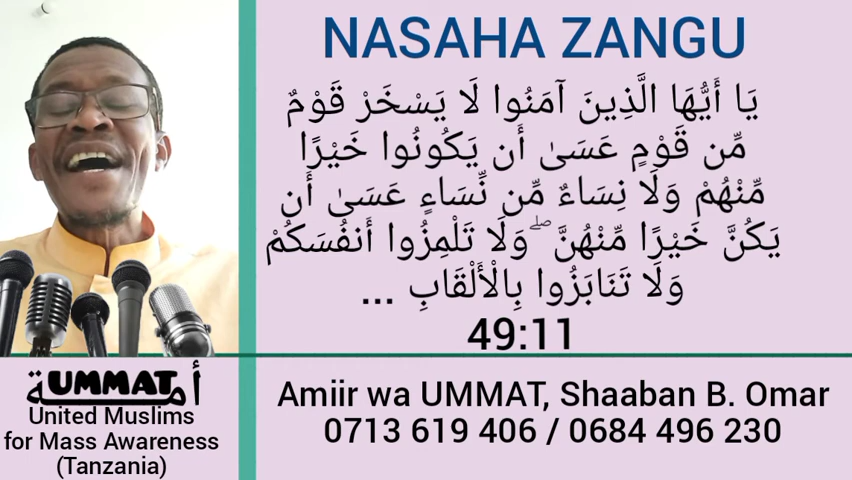 NASAHA ZANGU
يَا أَيُّهَا الَّذِينَ آمَنُوا لَا يَسْخَرْ قَوْمٌ
مِّن قَوْمٍ عَسَىٰ أَن يَكُونُوا خَيْرًا
مِّنْهُمْ وَلَا نِسَاءٌ مِّن نِّسَاءٍ عَسَىٰ أَن
يَكُنَّ خَيْرًا مِّنْهُنَّ ۖ وَلَا تَلْمِزُوا أَنفُسَكُمْ
وَلَا تَنَابَزُوا بِالْأَلْقَابِ ...
49:11
أمة
UMMAT
United Muslims
for Mass Awareness
(Tanzania)
Amiir wa UMMAT, Shaaban B. Omar
0713 619 406 / 0684 496 230